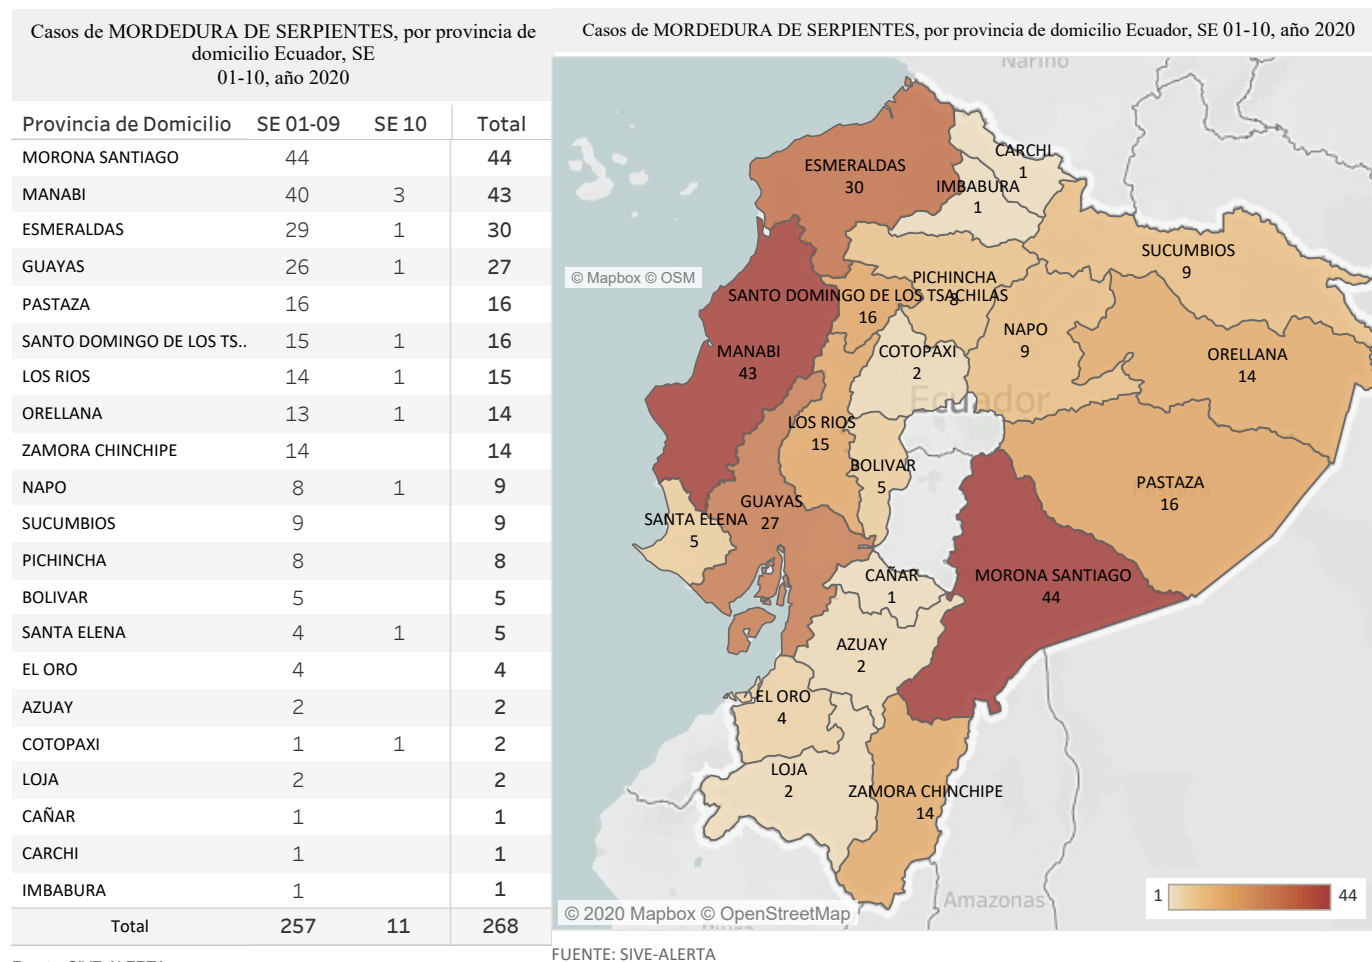 Casos de MORDEDURA DE SERPIENTES, por provincia de
domicilio Ecuador, SE
01-10, año 2020
Provincia de Domicilio SE 01-09 SE 10 Total
MORONA SANTIAGO 44 44
MANABI 40 3 43
ESMERALDAS 29 1 30
GUAYAS 26 1 27
PASTAZA 16 16
SANTO DOMINGO DE LOS TS.. 15 1 16
LOS RIOS 14 1 15
ORELLANA 13 1 14
ZAMORA CHINCHIPE 14 14
NAPO 8 1 9
SUCUMBIOS 9 9
PICHINCHA 8 8
BOLIVAR 5 5
SANTA ELENA 4 1 5
EL ORO 4 4
AZUAY 2 2
COTOPAXI 1 1 2
LOJA 2 2
CAÑAR 1 1
CARCHI 1 1
IMBABURA 1 1
Total 257 11 268
Casos de MORDEDURA DE SERPIENTES, por provincia de domicilio Ecuador, SE 01-10, año 2020
Nariño
CARCHI
1
ESMERALDAS
30
IMBABURA
1
SUCUMBIOS
9
© Mapbox © OSM
PICHINCHA
8
SANTO DOMINGO DE LOS TSACHILAS
16
NAPO
9
MANABI
43
COTOPAXI
2
ORELLANA
14
Ecuador
LOS RIOS
15
BOLIVAR
5
PASTAZA
16
GUAYAS
27
SANTA ELENA
5
CAÑAR
1
MORONA SANTIAGO
44
AZUAY
2
EL ORO
4
LOJA
2
ZAMORA CHINCHIPE
14
1 44
Amazonas
© 2020 Mapbox © OpenStreetMap
FUENTE: SIVE-ALERTA